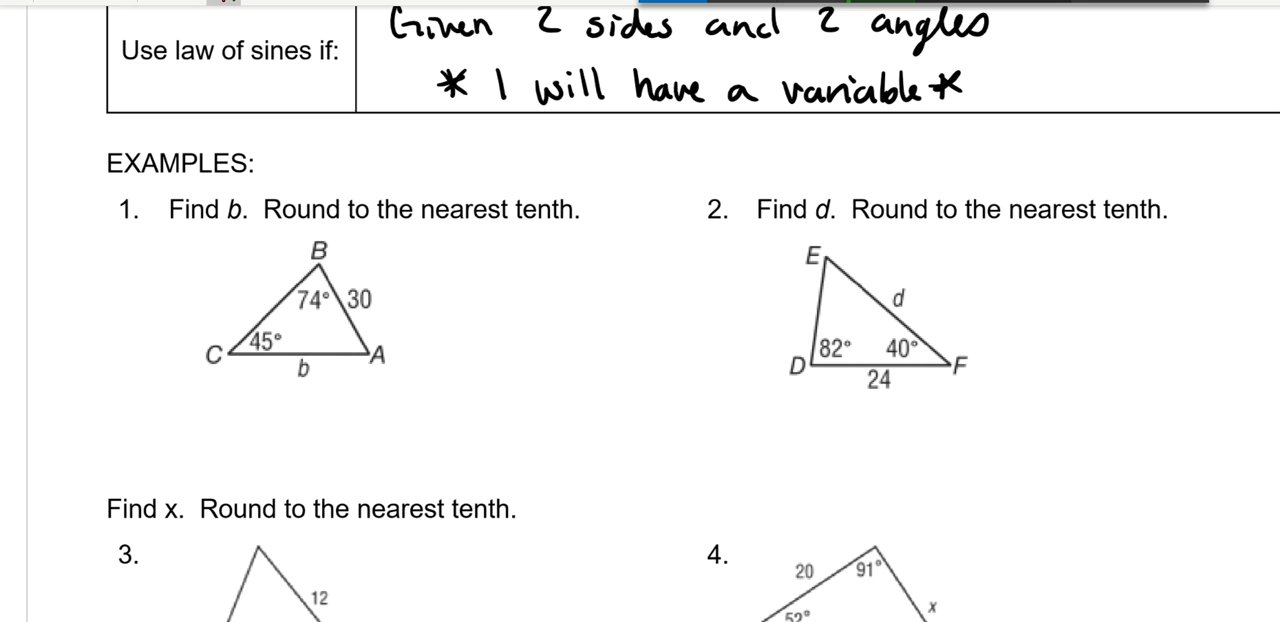 Use law of sines if:
Given 2 sides and 2 angles
* 1 will have a variable *
EXAMPLES:
1. Find b. Round to the nearest tenth.
B
74°
30
45°
C
A
b
2. Find d. Round to the nearest tenth.
E
d
82°
40°
D
F
24
Find x. Round to the nearest tenth.
3.
12
4.
20
91°
52°
x